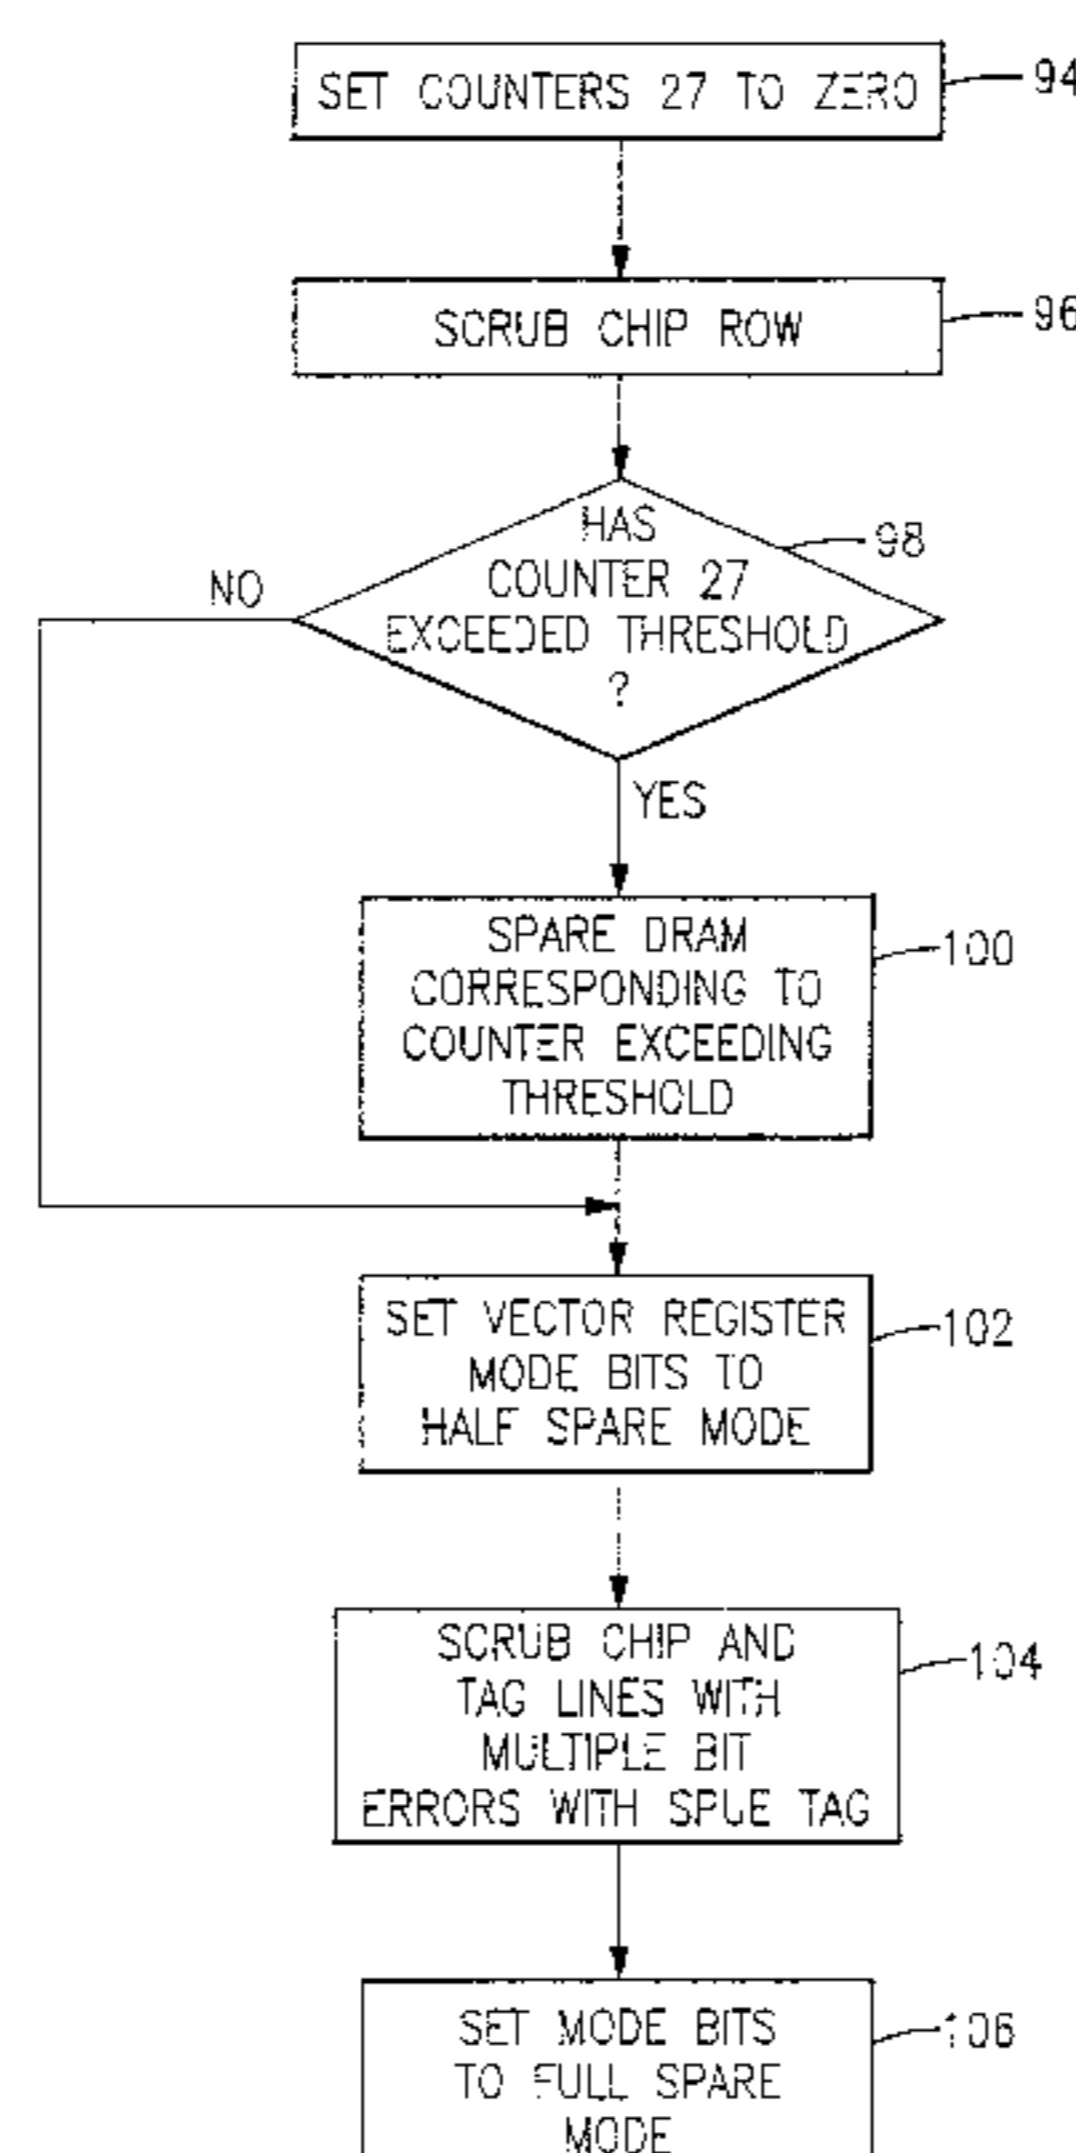 SET COUNTERS 27 TO ZERO
94
SCRUB CHIP ROW
96
HAS
COUNTER 27
EXCEEDED THRESHOLD
?
98
NO
YES
SPARE DRAM
CORRESPONDING TO
COUNTER EXCEEDING
THRESHOLD
100
SET VECTOR REGISTER
MODE BITS TO
HALF SPARE MODE
102
SCRUB CHIP AND
TAG LINES WITH
MULTIPLE BIT
ERRORS WITH SPUE TAG
104
SET MODE BITS
TO FULL SPARE
MODE
106